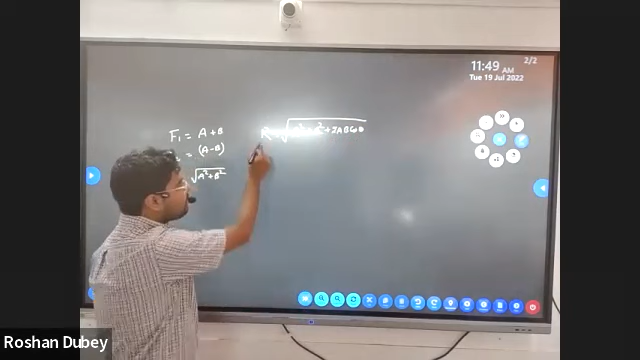 11:49 AM
2/2
Tue 19 Jul 2022
F₁ = A + B
= (A - B)
√A² + B²
R = √A² + B² + 2ABCosθ
Roshan Dubey